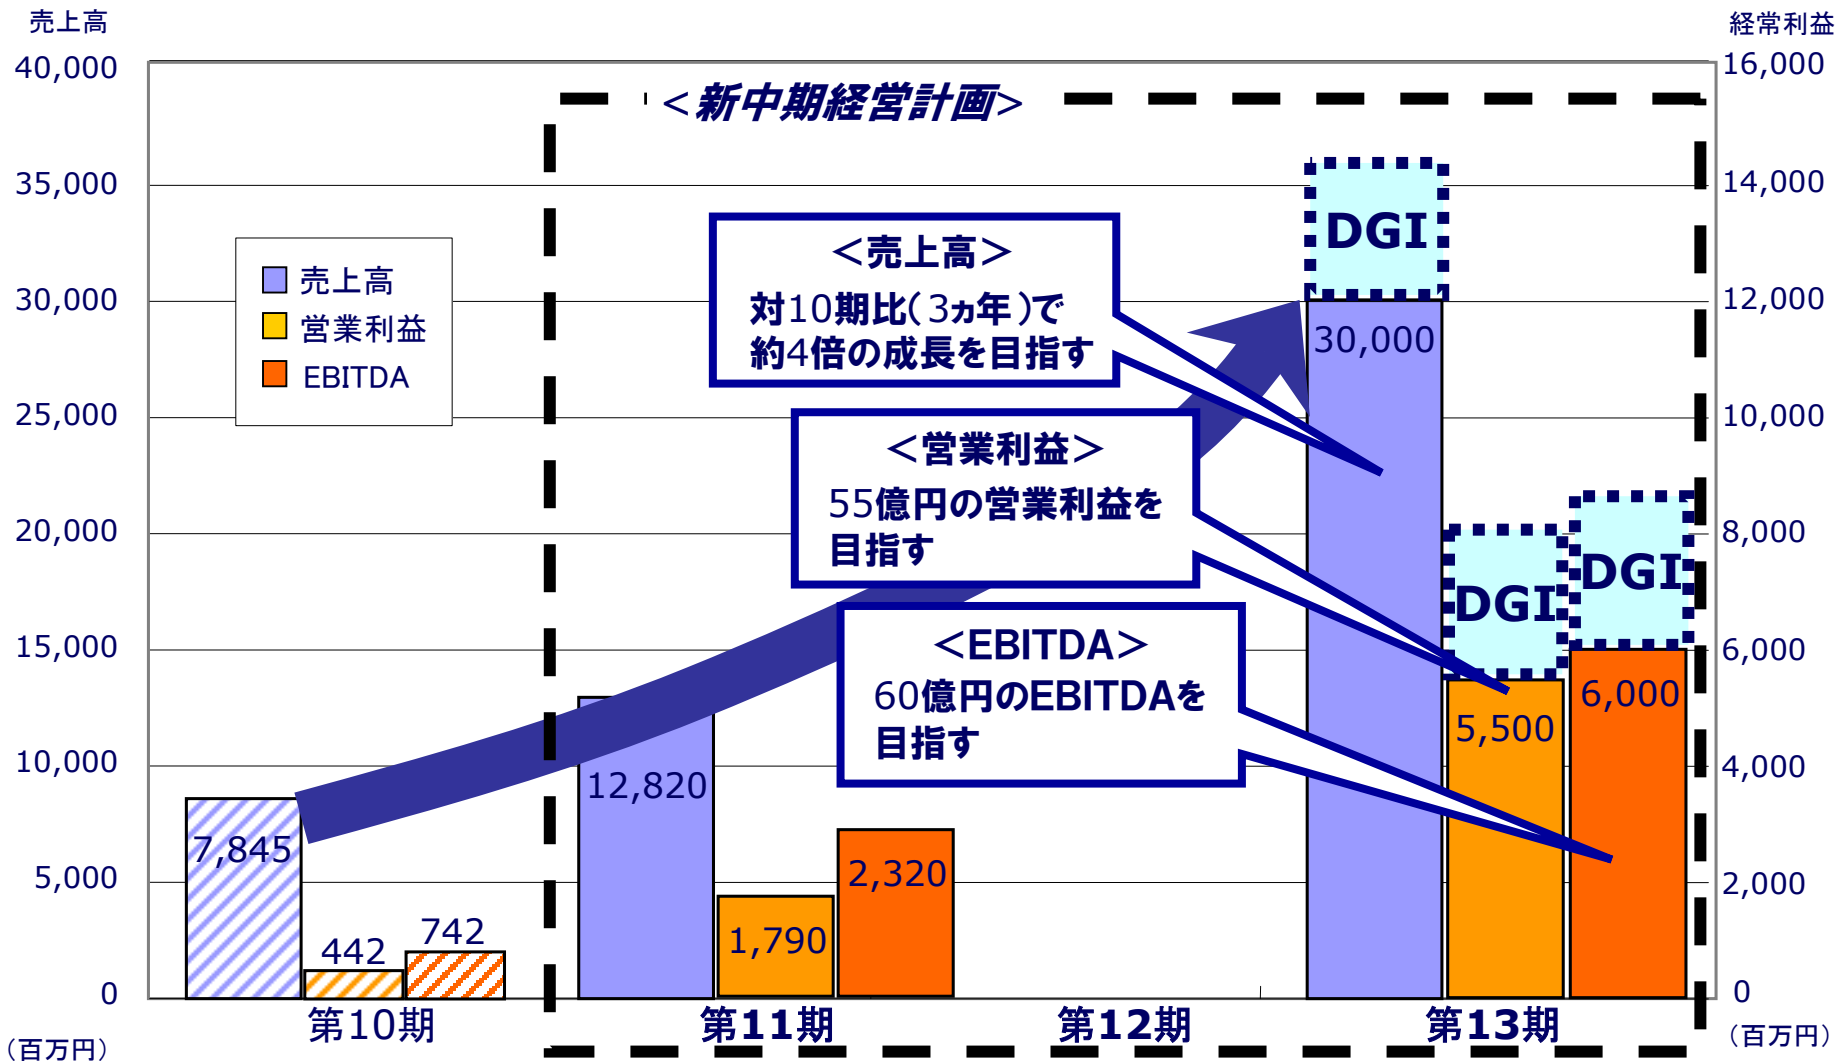 売上高
経常利益
40,000
35,000
30,000
25,000
20,000
15,000
10,000
5,000
0
(百万円)
16,000
14,000
12,000
10,000
8,000
6,000
4,000
2,000
0
(百万円)
<新中期経営計画>
売上高
営業利益
EBITDA
<売上高>
対10期比(3ヵ年)で
約4倍の成長を目指す
<営業利益>
55億円の営業利益を
目指す
<EBITDA>
60億円のEBITDAを
目指す
DGI
DGI
DGI
7,845
442
742
12,820
1,790
2,320
30,000
5,500
6,000
第10期
第11期
第12期
第13期